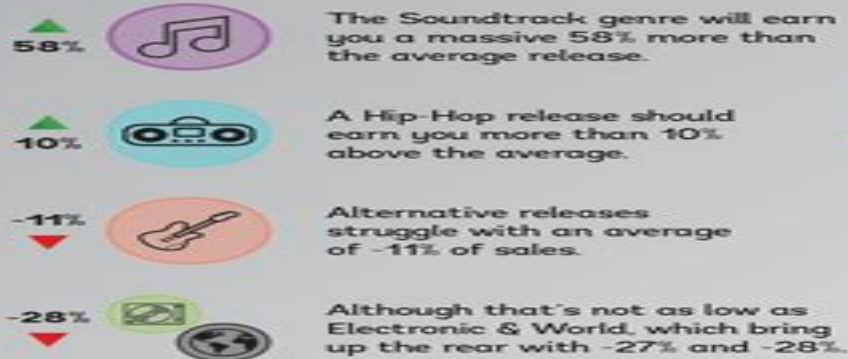 58%
The Soundtrack genre will earn
you a massive 58% more than
the average release.
10%
A Hip-Hop release should
earn you more than 10%
above the average.
-11%
Alternative releases
struggle with an average
of -11% of sales.
-28%
Although that's not as low as
Electronic & World, which bring
up the rear with -27% and -28%.